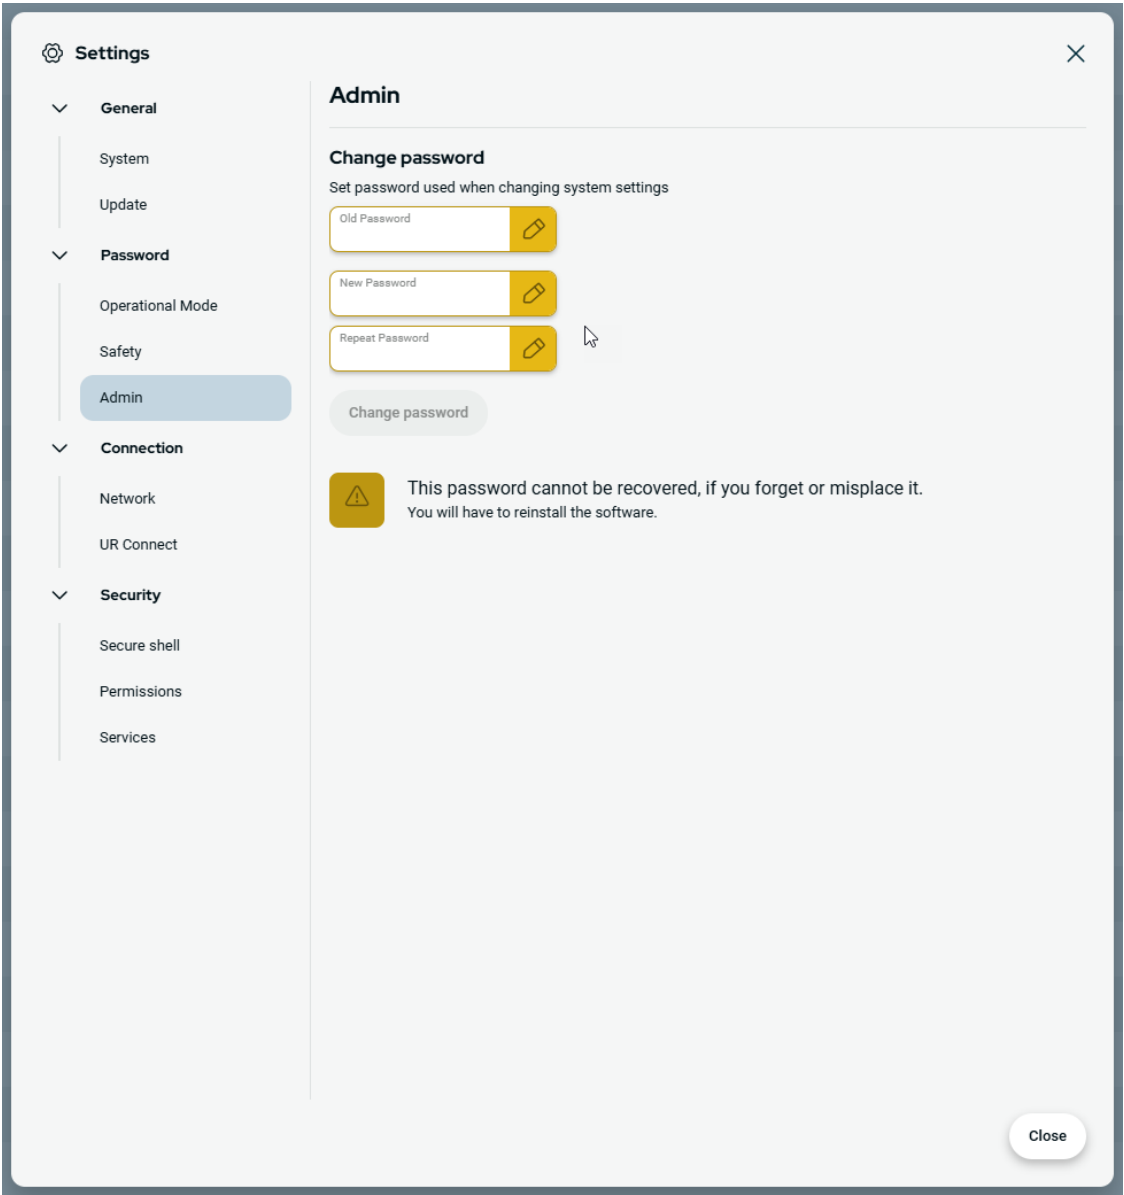 Settings
General
System
Update
Password
Operational Mode
Safety
Admin
Connection
Network
UR Connect
Security
Secure shell
Permissions
Services
Admin
Change password
Set password used when changing system settings
Old Password
New Password
Repeat Password
Change password
This password cannot be recovered, if you forget or misplace it.
You will have to reinstall the software.
Close